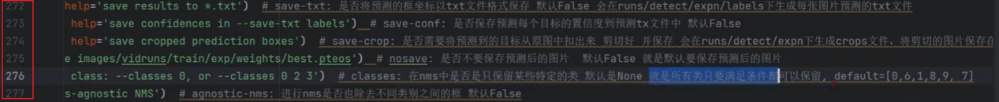 272 help='save results to *.txt') # save-txt: 是否将预测的框坐标以txt文件格式保存 默认False 会在runs/detect/expn/labels下生成每张图片预测的txt文件
273 help='save confidences in --save-txt labels') # save-conf: 是否保存预测每个目标的置信度到预测tx文件中 默认False
274 help='save cropped prediction boxes') # save-crop: 是否需要将预测到的目标从原图中扣出来 剪切好 并保存 会在runs/detect/expn下生成crops文件，将剪切的图片保存在
275 e images/vidruns/train/exp/weights/best.pteos') # nosave: 是否不要保存预测后的图片 默认False 就是默认要保存预测后的图片
276 class: --classes 0, or --classes 0 2 3') # classes: 在nms中是否是只保留某些特定的类 默认是None 就是所有类只要满足条件都可以保留, default=[0,6,1,8,9, 7]
277 s-agnostic NMS') # agnostic-nms: 进行nms是否也除去不同类别之间的框 默认False